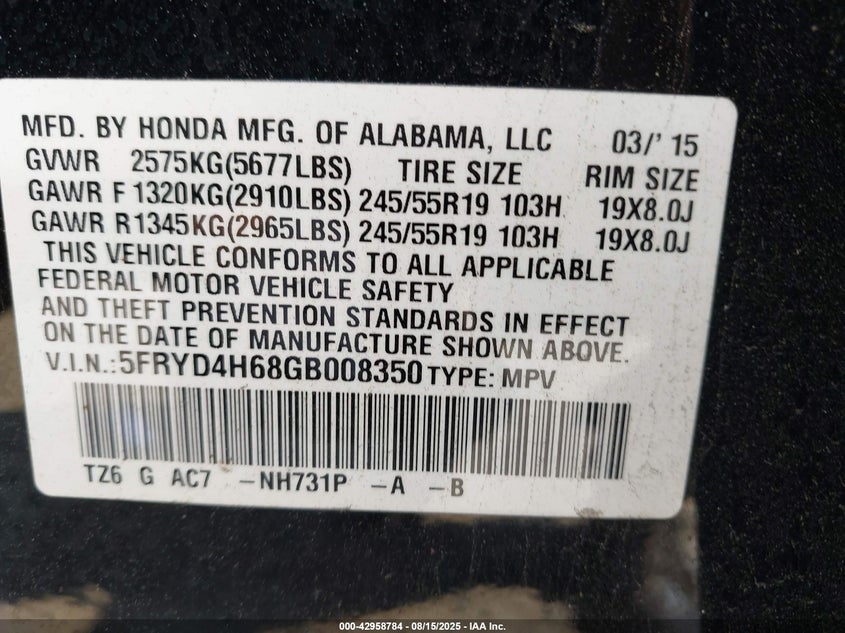 MFD. BY HONDA MFG. OF ALABAMA, LLC 03/' 15
GVWR 2575KG(5677LBS) TIRE SIZE RIM SIZE
GAWR F 1320KG(2910LBS) 245/55R19 103H 19X8.0J
GAWR R1345KG(2965LBS) 245/55R19 103H 19X8.0J
THIS VEHICLE CONFORMS TO ALL APPLICABLE
FEDERAL MOTOR VEHICLE SAFETY
AND THEFT PREVENTION STANDARDS IN EFFECT
ON THE DATE OF MANUFACTURE SHOWN ABOVE.
V.I.N.:5FRYD4H68GB008350 TYPE: MPV
TZ6 G AC7 -NH731P -A -B
000-42958784 - 08/15/2025 - IAA Inc.